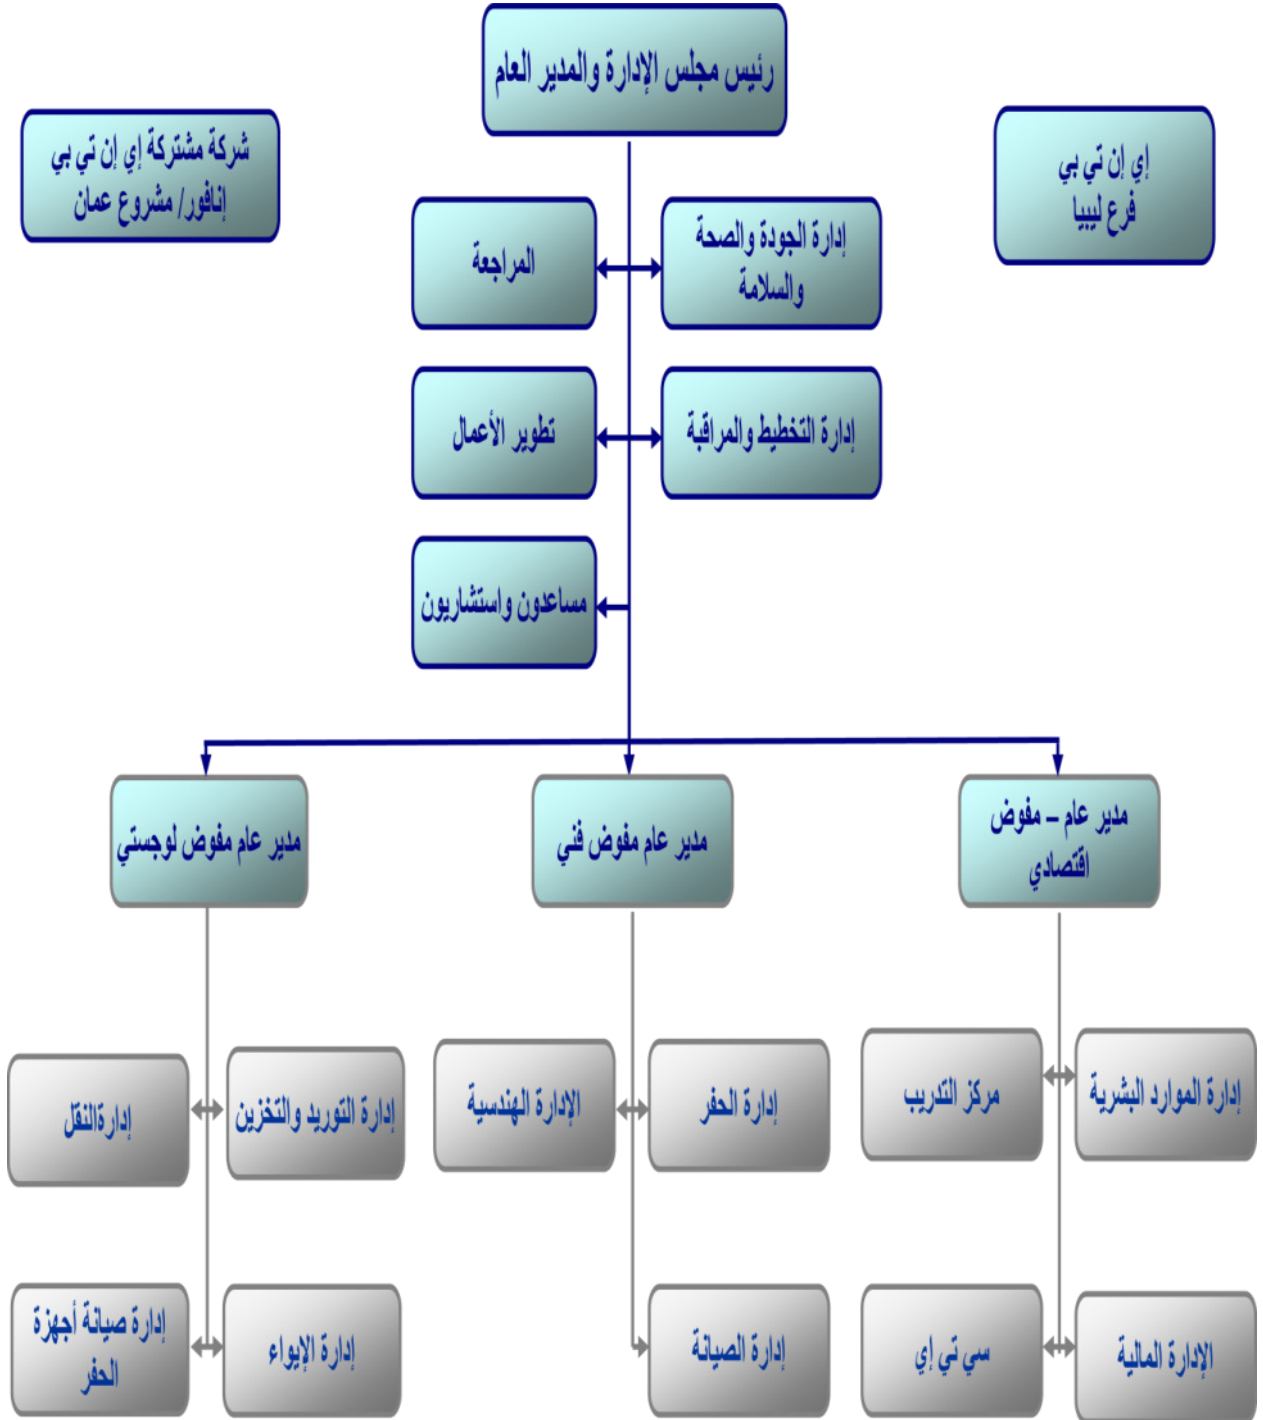 رئيس مجلس الإدارة والمدير العام
إي إن تي بي
فرع ليبيا
شركة مشتركة إي إن تي بي
إنافور/ مشروع عمان
إدارة الجودة والصحة
والسلامة
المراجعة
إدارة التخطيط والمراقبة
تطوير الأعمال
مساعدون واستشاريون
مدير عام – مفوض
اقتصادي
مدير عام مفوض فني
مدير عام مفوض لوجستي
إدارة الموارد البشرية
مركز التدريب
إدارة الحفر
الإدارة الهندسية
إدارة التوريد والتخزين
إدارةالنقل
الإدارة المالية
سي تي إي
إدارة الصيانة
إدارة الإيواء
إدارة صيانة أجهزة
الحفر